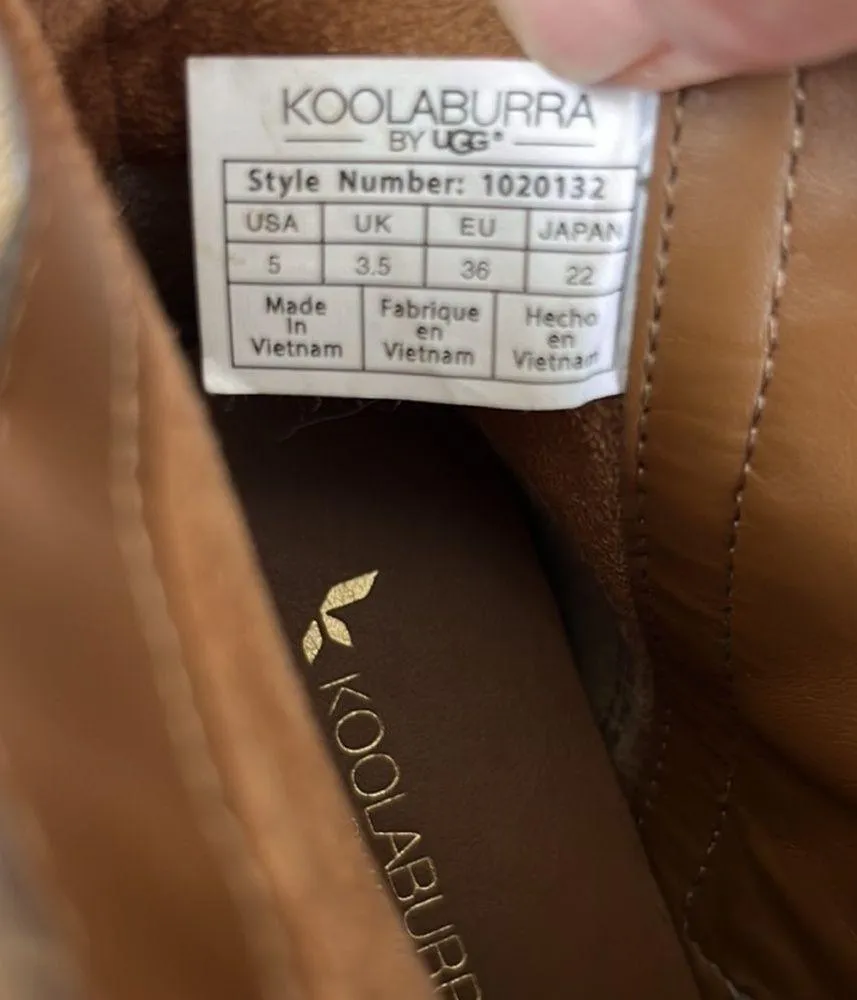 KOOLABURRA
BY UGG®
Style Number: 1020132
USA UK EU JAPAN
5 3.5 36 22
Made Fabrique Hecho
In en en
Vietnam Vietnam Vietnam
KOOLABURR